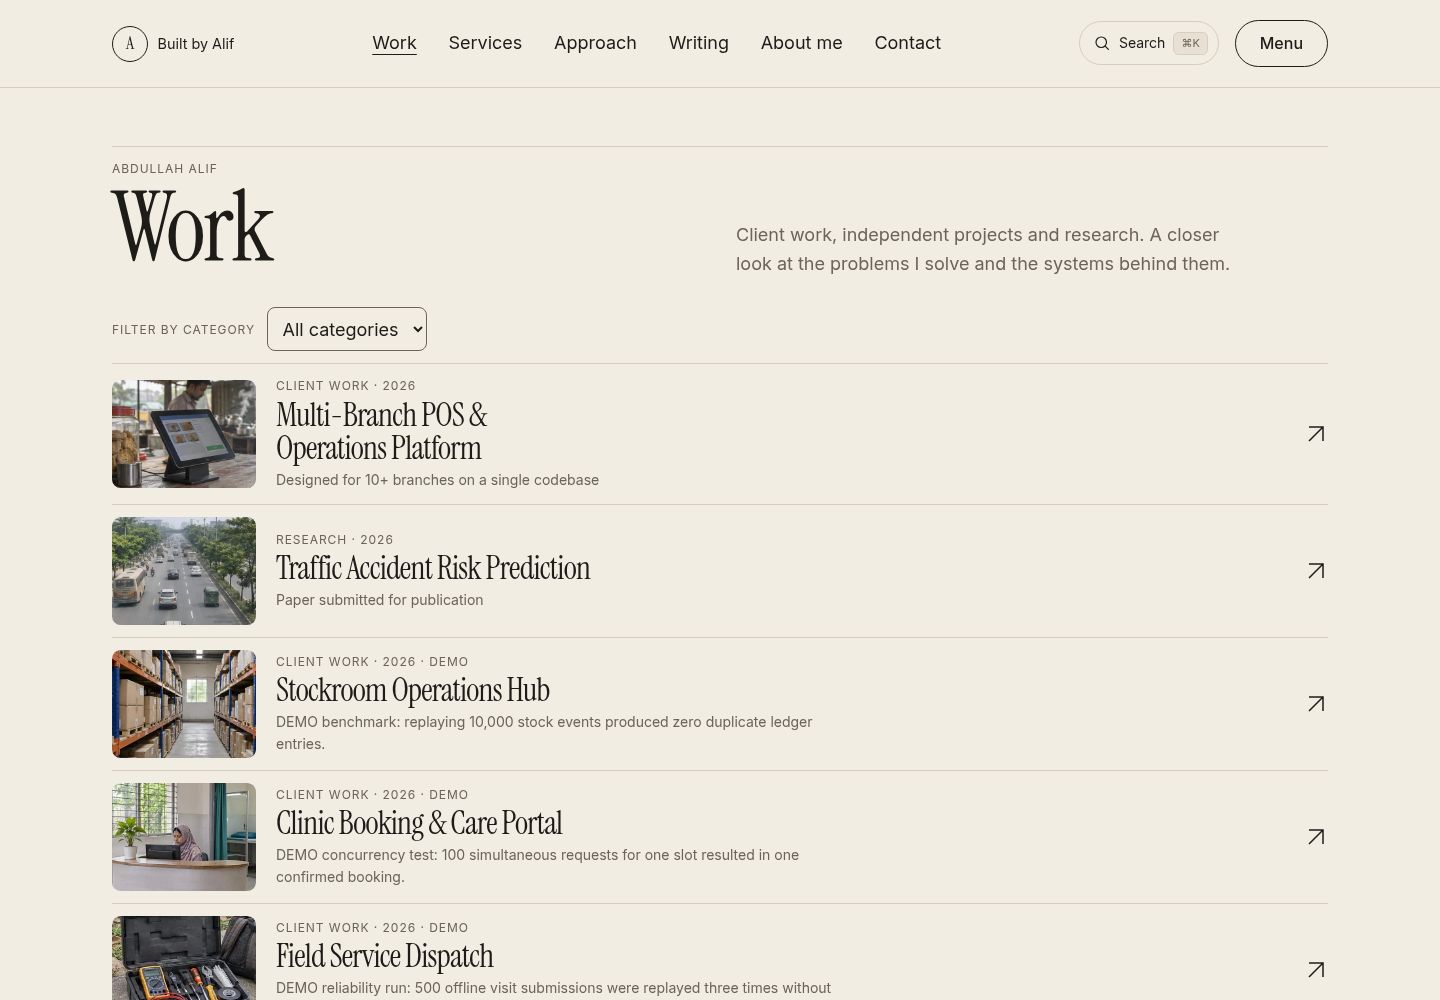 A
Built by Alif
Work
Services
Approach
Writing
About me
Contact
Search
⌘K
Menu
ABDULLAH ALIF
Work
Client work, independent projects and research. A closer
look at the problems I solve and the systems behind them.
FILTER BY CATEGORY
All categories
CLIENT WORK · 2026
Multi-Branch POS &
Operations Platform
Designed for 10+ branches on a single codebase
RESEARCH · 2026
Traffic Accident Risk Prediction
Paper submitted for publication
CLIENT WORK · 2026 · DEMO
Stockroom Operations Hub
DEMO benchmark: replaying 10,000 stock events produced zero duplicate ledger
entries.
CLIENT WORK · 2026 · DEMO
Clinic Booking & Care Portal
DEMO concurrency test: 100 simultaneous requests for one slot resulted in one
confirmed booking.
CLIENT WORK · 2026 · DEMO
Field Service Dispatch
DEMO reliability run: 500 offline visit submissions were replayed three times without